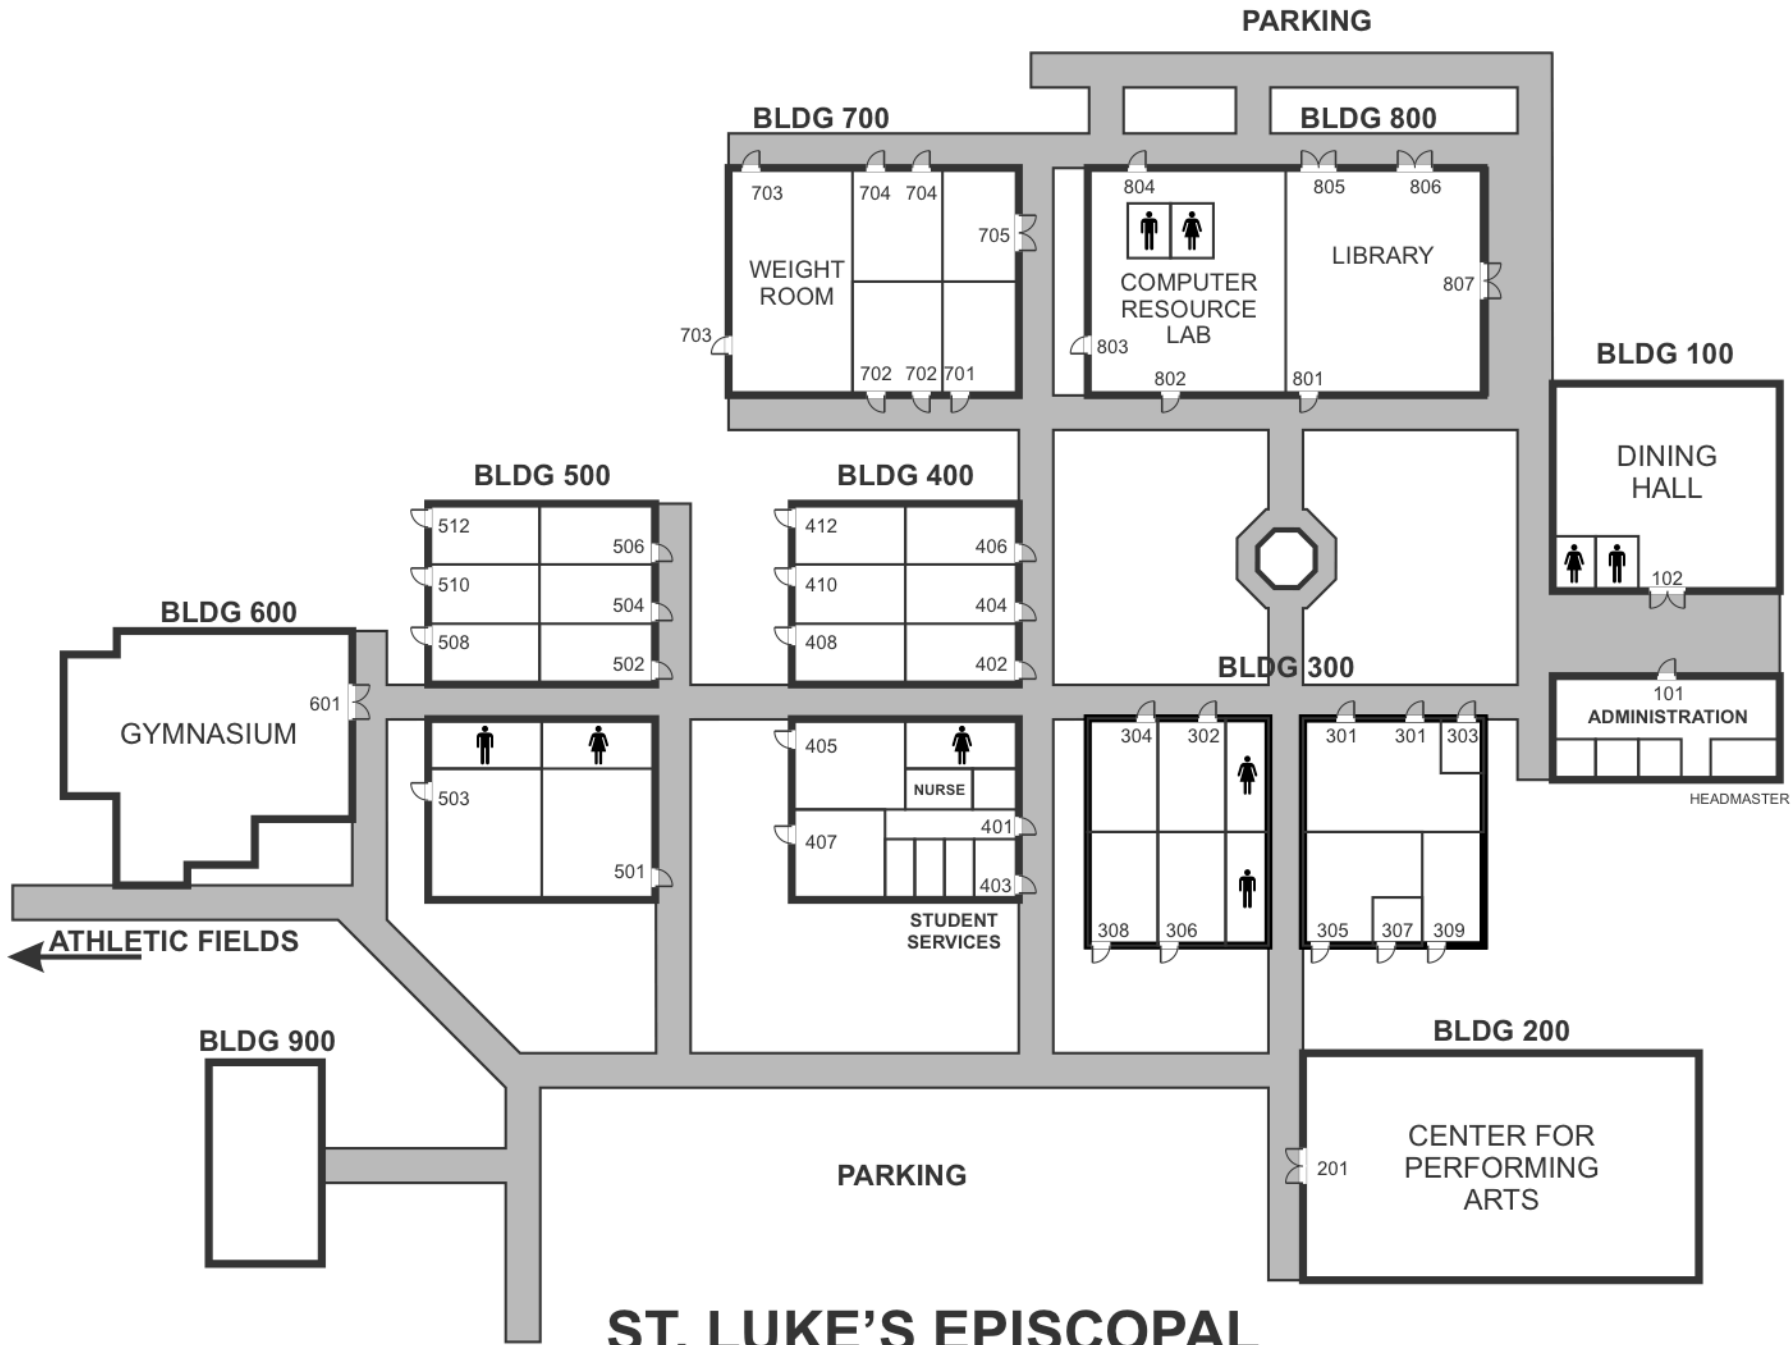 PARKING
BLDG 700
BLDG 800
703
704
704
705
WEIGHT
ROOM
703
702
702
701
804
805
806
LIBRARY
807
COMPUTER
RESOURCE
LAB
803
802
801
BLDG 100
DINING
HALL
102
BLDG 500
512
506
510
504
508
502
BLDG 400
412
406
410
404
408
402
BLDG 600
601
GYMNASIUM
BLDG 300
101
ADMINISTRATION
HEADMASTER
503
501
405
NURSE
401
407
403
STUDENT
SERVICES
304
302
308
306
301
301
303
305
307
309
ATHLETIC FIELDS
BLDG 900
BLDG 200
CENTER FOR
PERFORMING
ARTS
201
PARKING
ST. LUKE'S EPISCOPAL